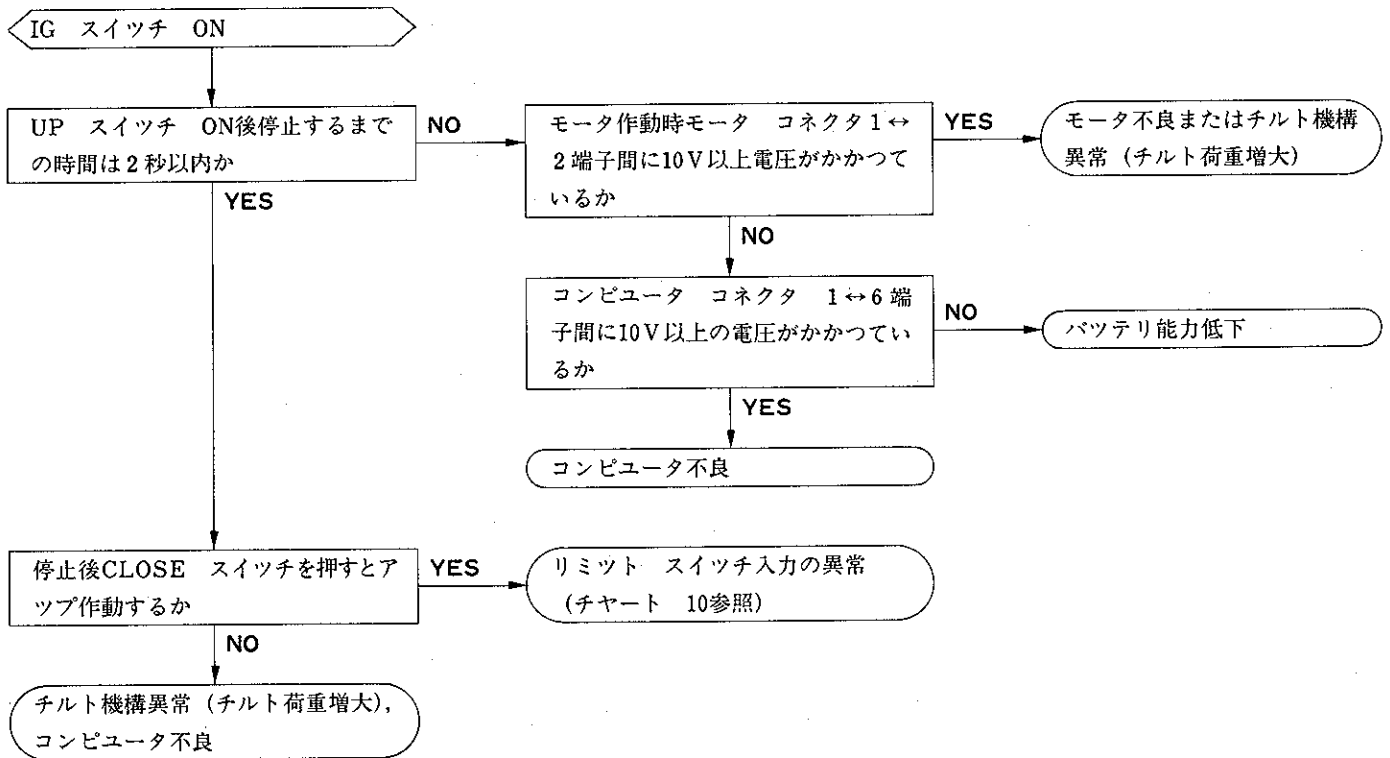 IG スイッチ ON
UP スイッチ ON後停止するまで
の時間は2秒以内か
NO
モータ作動時モータ コネクタ1↔
2端子間に10V以上電圧がかかつて
いるか
YES
モータ不良またはチルト機構
異常(チルト荷重増大)
YES
NO
コンピユータ コネクタ 1↔6端
子間に10V以上の電圧がかかつてい
るか
NO
バツテリ能力低下
YES
コンピユータ不良
停止後CLOSE スイッチを押すとア
ツプ作動するか
YES
リミツト スイッチ入力の異常
(チヤート 10参照)
NO
チルト機構異常(チルト荷重増大),
コンピユータ不良